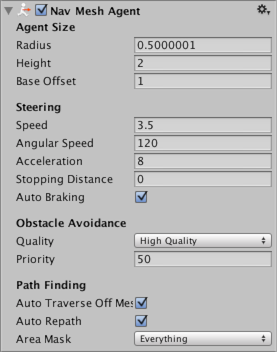 Nav Mesh Agent
Agent Size
Radius 0.5000001
Height 2
Base Offset 1
Steering
Speed 3.5
Angular Speed 120
Acceleration 8
Stopping Distance 0
Auto Braking
Obstacle Avoidance
Quality High Quality
Priority 50
Path Finding
Auto Traverse Off Mes
Auto Repath
Area Mask Everything